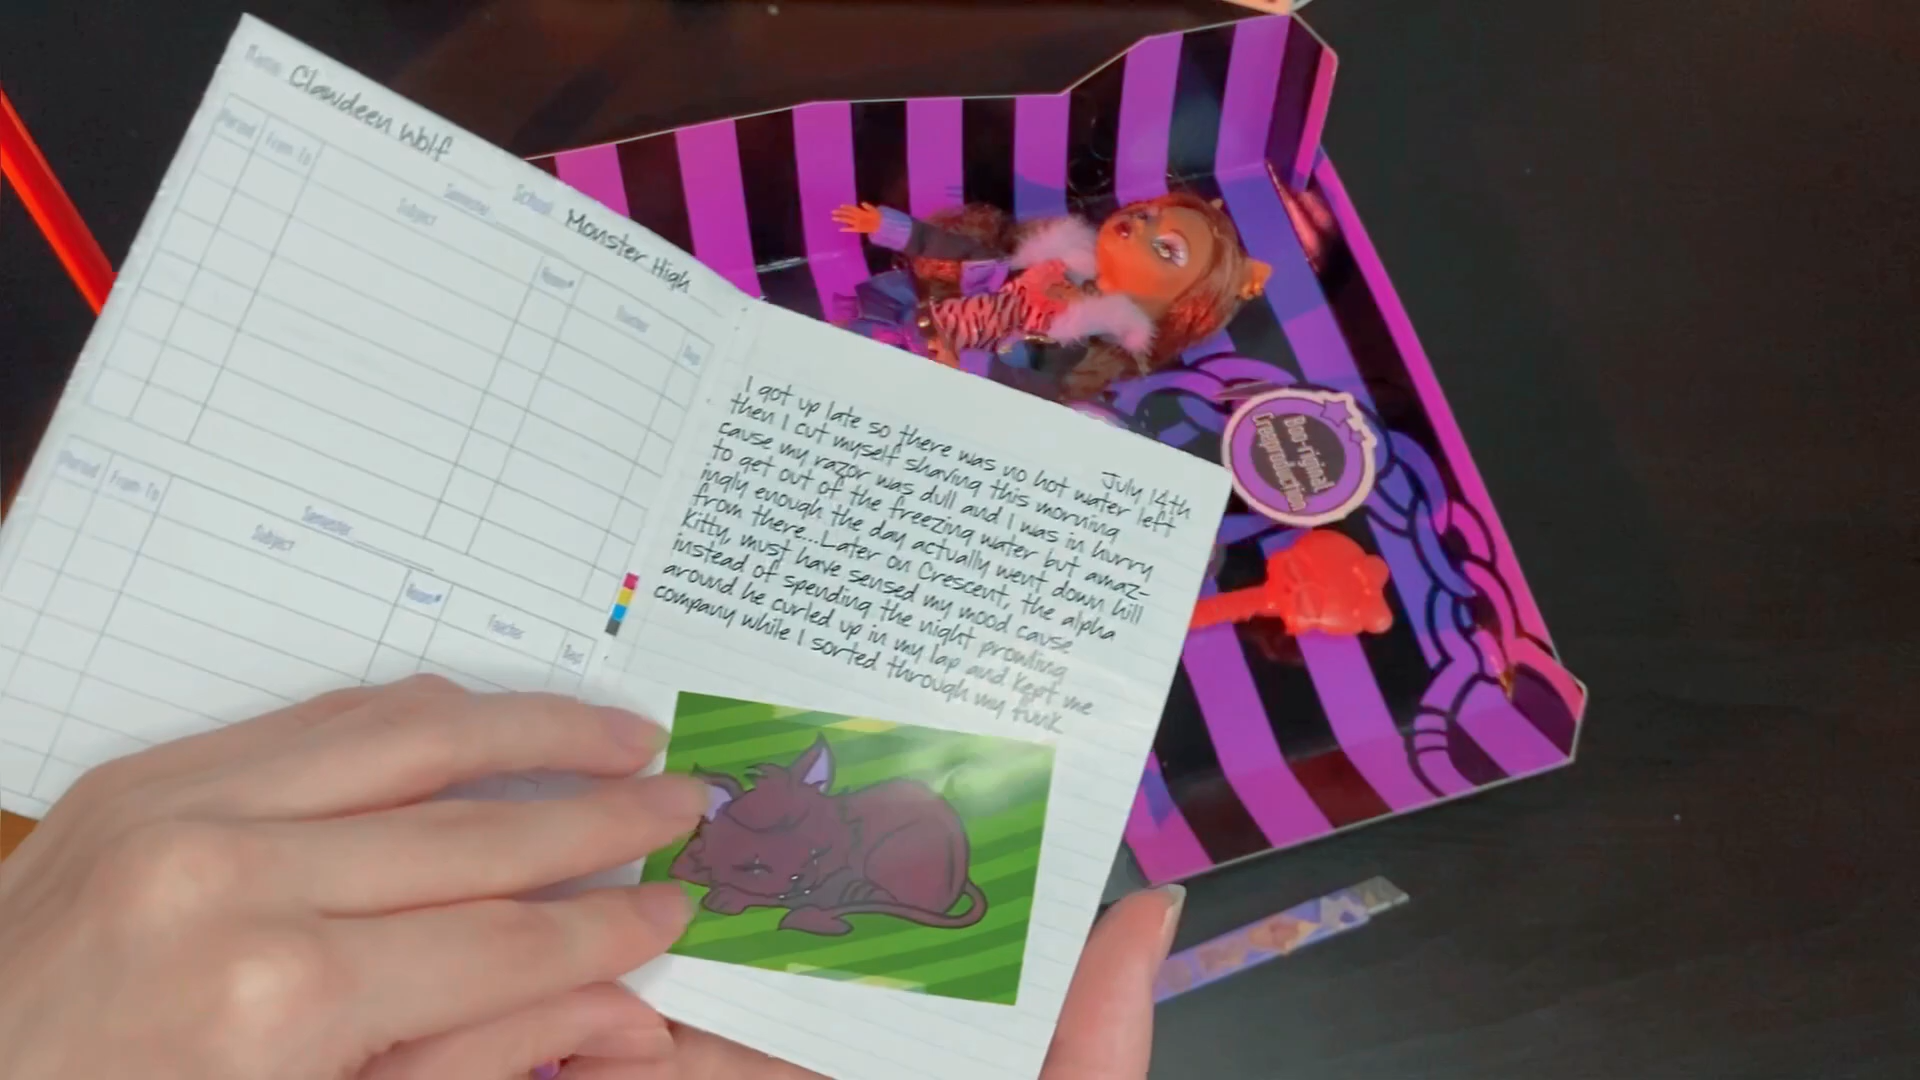 Name Clawdeen Wolf
School Monster High
Semester
Period From To Subject Room# Teacher Days
Semester
Period From To Subject Room# Teacher Days
July 14th
I got up late so there was no hot water left
then I cut myself shaving this morning
cause my razor was dull and I was in hurry
to get out of the freezing water but amaz-
ingly enough the day actually went down hill
from there...Later on Crescent, the alpha
kitty, must have sensed my mood cause
instead of spending the night prowling
around he curled up in my lap and kept me
company while I sorted through my funk
Boo-riginal
Creeproduction